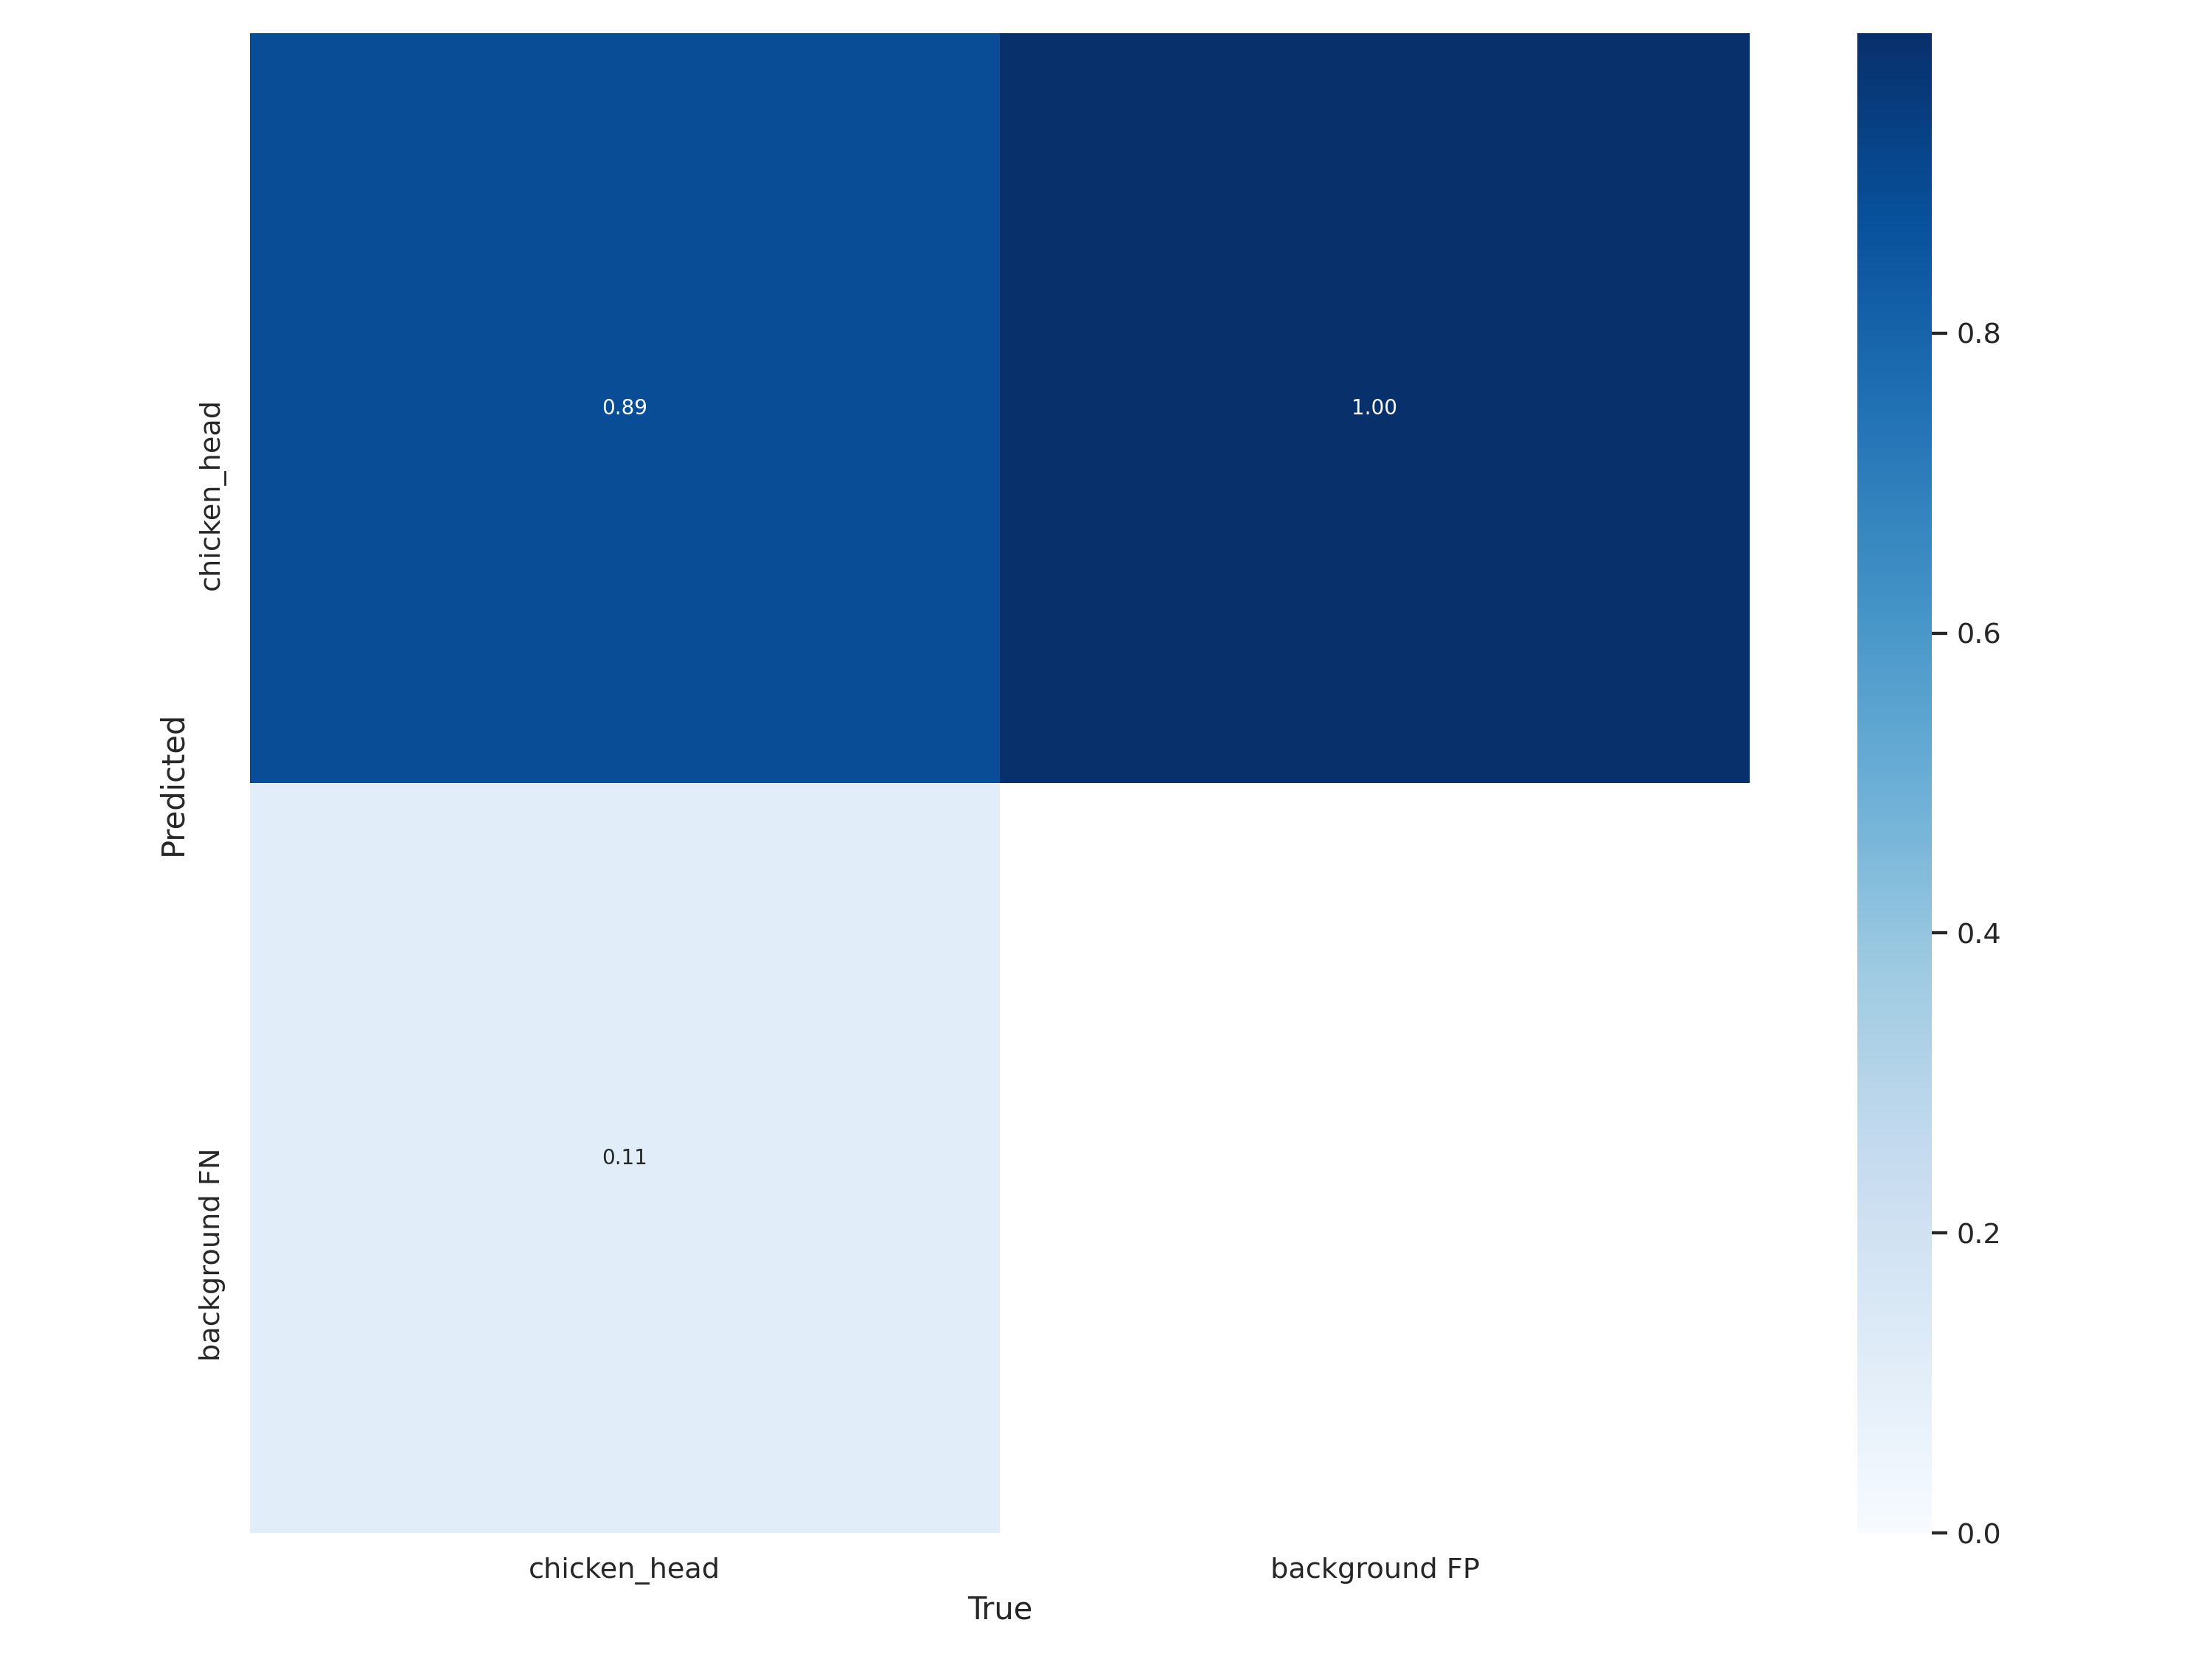 0.89
1.00
0.11
chicken_head
background FN
Predicted
chicken_head
background FP
True
0.8
0.6
0.4
0.2
0.0